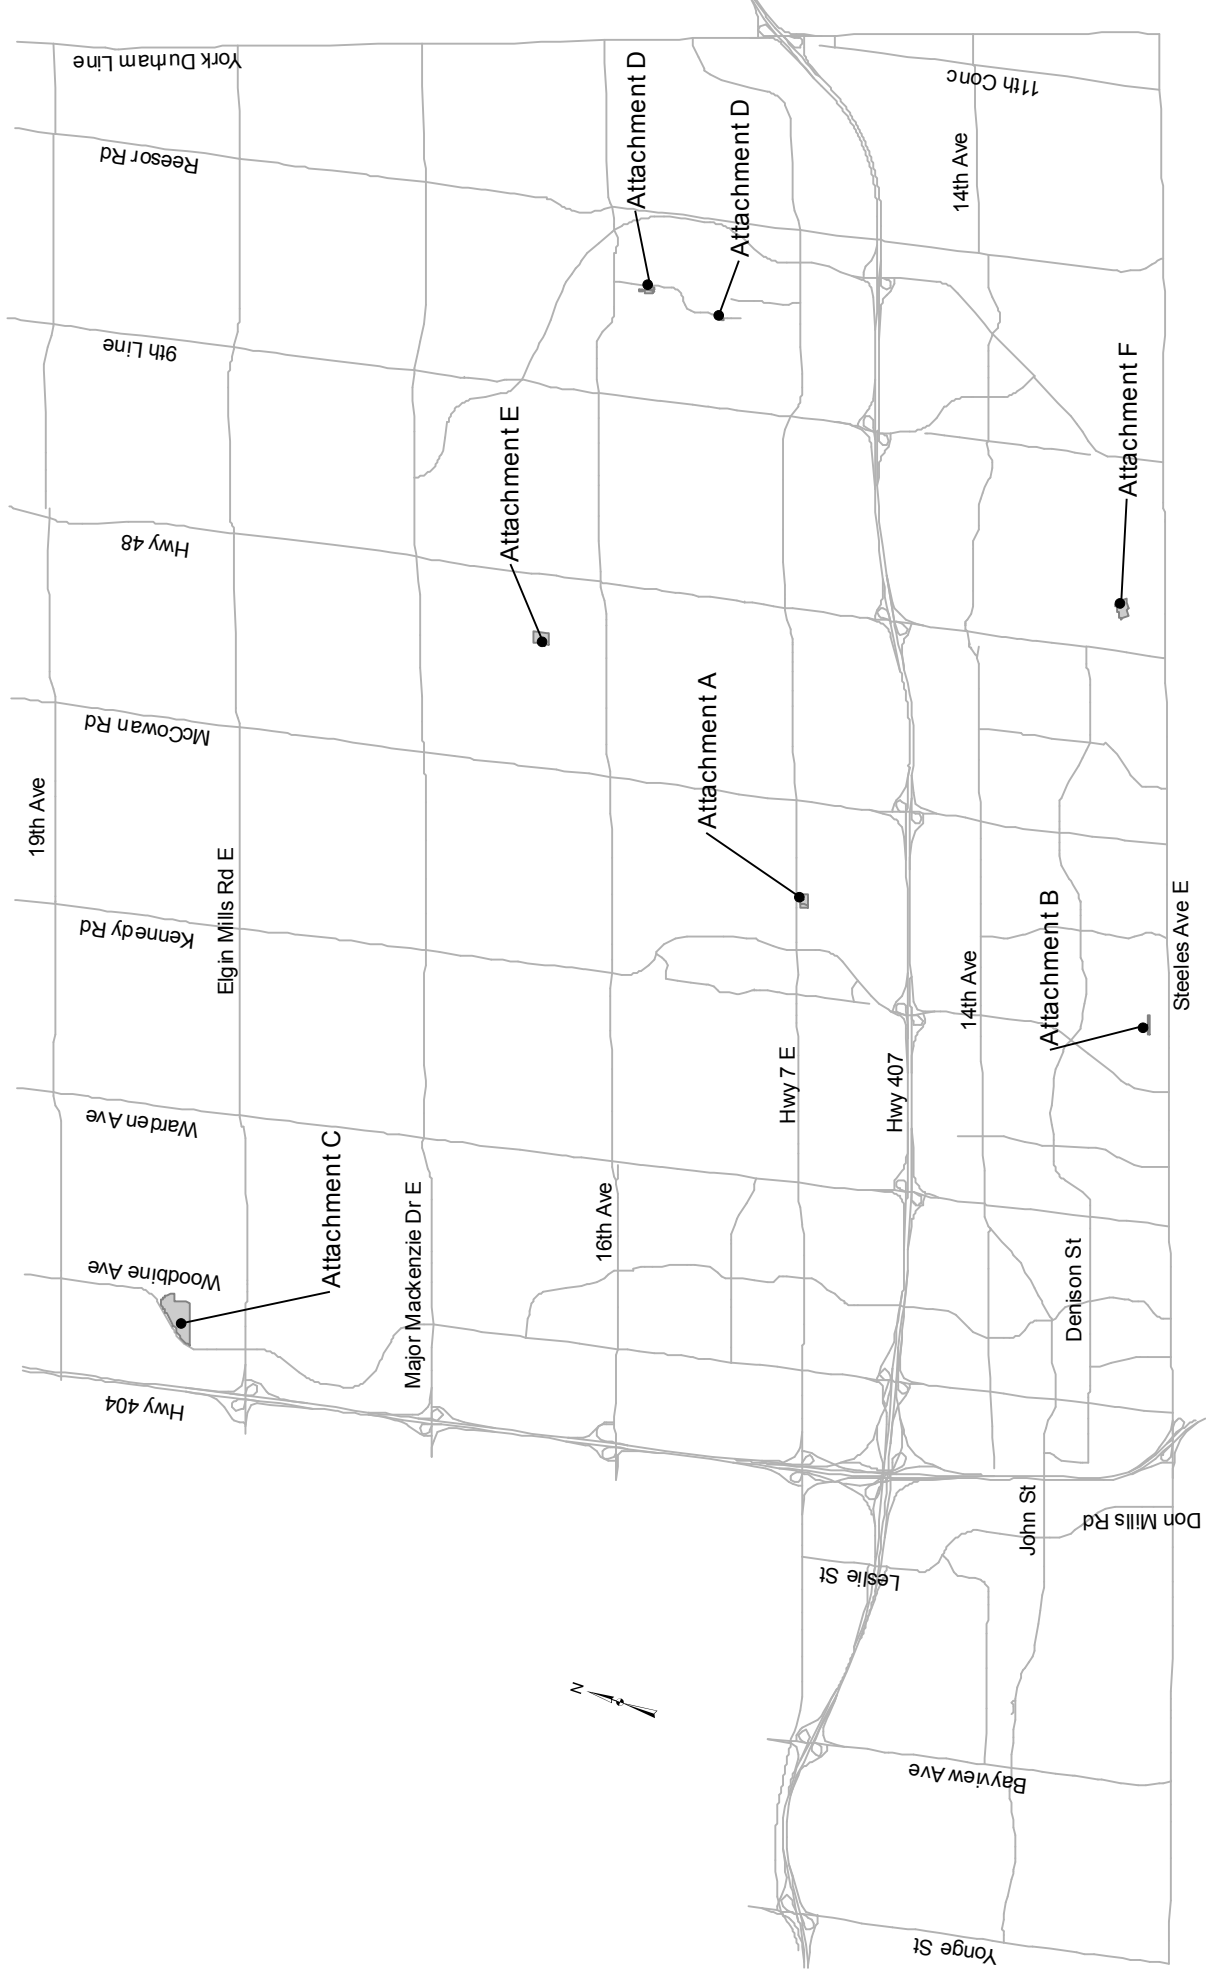 York Durham Line
Reesor Rd
9th Line
Hwy 48
McCowan Rd
Kennedy Rd
Warden Ave
Woodbine Ave
Hwy 404
19th Ave
Elgin Mills Rd E
Major Mackenzie Dr E
16th Ave
Hwy 7 E
Hwy 407
14th Ave
14th Ave
11th Conc
Denison St
John St
Steeles Ave E
Don Mills Rd
Leslie St
Bayview Ave
Yonge St
Attachment D
Attachment D
Attachment E
Attachment F
Attachment A
Attachment B
Attachment C
N